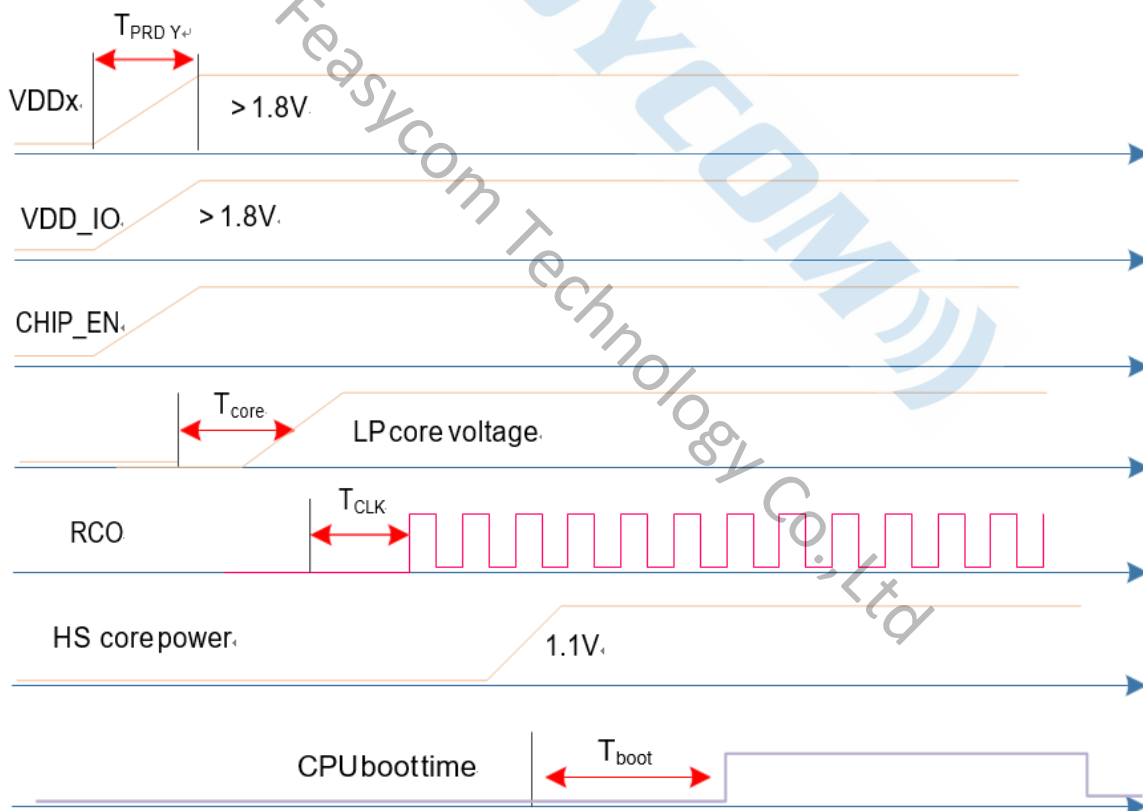 TPRD Y
VDDx
> 1.8V
VDD_IO
> 1.8V
CHIP_EN
Tcore
LP core voltage
TCLK
RCO
HS core power
1.1V
CPU boot time
Tboot
Feasycom Technology Co., Ltd
YCOM